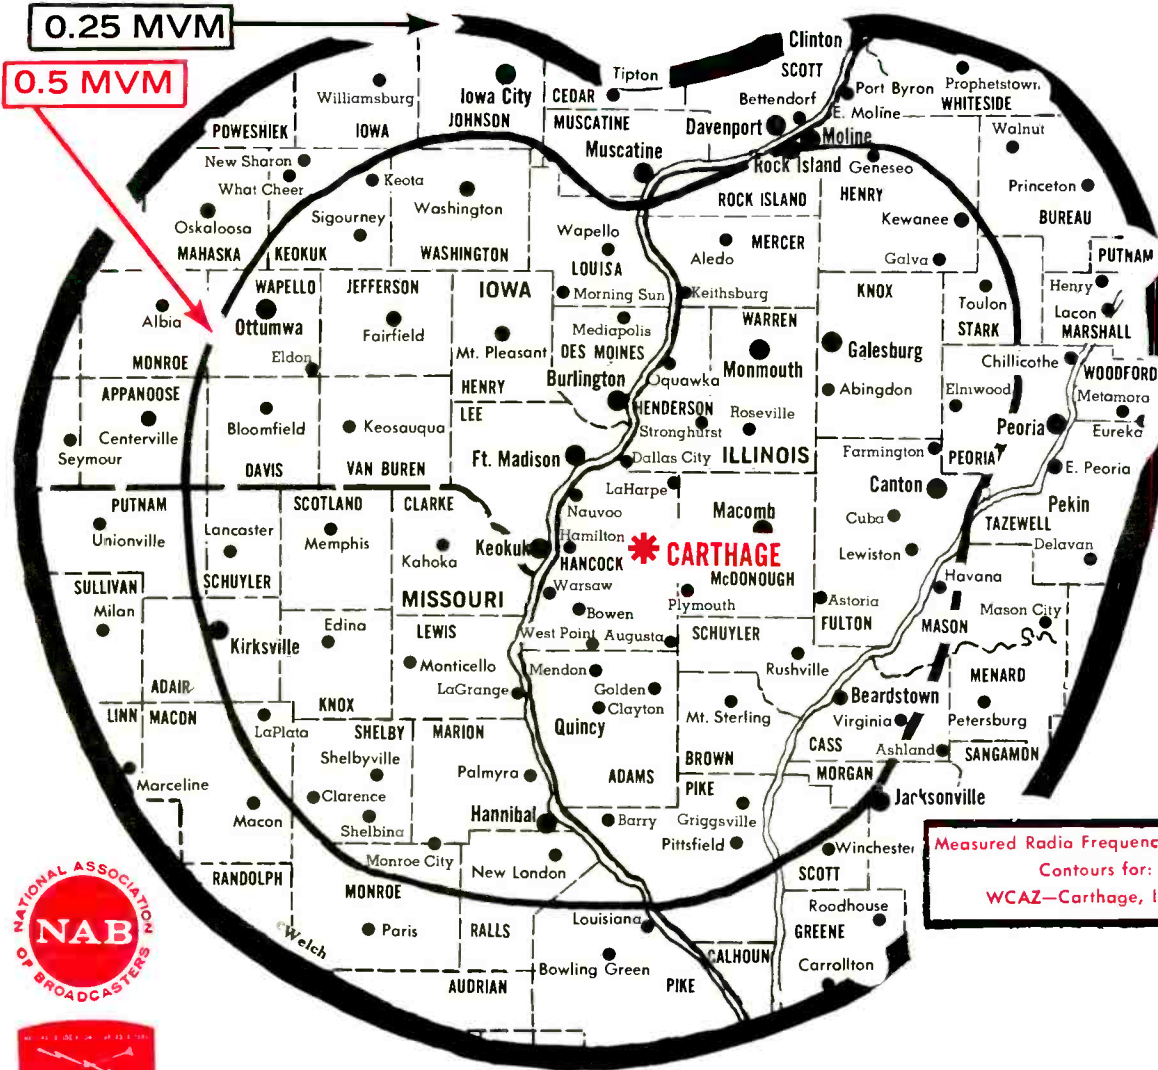 0.25 MVM
0.5 MVM
Clinton
SCOTT
Tipton
Williamsburg
Iowa City
CEDAR
Bettendorf
Port Byron
Prophetstown
WHITESIDE
POWESHIEK
IOWA
JOHNSON
MUSCATINE
Davenport
E. Moline
Moline
Walnut
New Sharon
What Cheer
Keota
Muscatine
Rock Island
Geneseo
Princeton
Oskaloosa
Sigourney
Washington
ROCK ISLAND
HENRY
Kewanee
BUREAU
MAHASKA
KEOKUK
WASHINGTON
Wapello
LOUISA
Aledo
MERCER
Galva
PUTNAM
WAPELLO
JEFFERSON
IOWA
Morning Sun
Keithsburg
KNOX
Toulon
Henry
Albia
Ottumwa
Fairfield
Mediapolis
WARREN
STARK
Lacon
MARSHALL
MONROE
Eldon
Mt. Pleasant
DES MOINES
Monmouth
Galesburg
Chillicothe
WOODFORD
APPANOOSE
HENRY
Burlington
Oquawka
Abingdon
Elmwood
Metamora
Centerville
Bloomfield
Keosauqua
LEE
HENDERSON
Roseville
Peoria
Eureka
Seymour
DAVIS
VAN BUREN
Ft. Madison
Stronghurst
Dallas City
ILLINOIS
Farmington
PEORIA
E. Peoria
PUTNAM
SCOTLAND
CLARKE
LaHarpe
Canton
Pekin
Unionville
Lancaster
Memphis
Nauvoo
Macomb
Cuba
TAZEWELL
Kahoka
Keokuk
Hamilton
HANCOCK
CARTHAGE
Lewiston
Delavan
SULLIVAN
SCHUYLER
MISSOURI
Warsaw
McDONOUGH
Havana
Milan
Edina
LEWIS
Bowen
Plymouth
Astoria
FULTON
Mason City
MASON
Kirksville
Monticello
West Point
Augusta
SCHUYLER
Rushville
MENARD
ADAIR
KNOX
LaGrange
Mendon
Golden
Clayton
Mt. Sterling
Beardstown
Petersburg
LINN
MACON
LaPlata
SHELBY
MARION
Quincy
Virginia
Shelbyville
BROWN
CASS
Ashland
SANGAMON
Marceline
Clarence
Palmyra
ADAMS
PIKE
MORGAN
Macon
Shelbina
Hannibal
Barry
Griggsville
Jacksonville
Monroe City
New London
Pittsfield
Winchester
RANDOLPH
MONROE
SCOTT
Paris
RALLS
Louisiana
Roodhouse
GREENE
Welch
Bowling Green
CALHOUN
Carrollton
AUDRIAN
PIKE
Measured Radia Frequenc
Contours for:
WCAZ—Carthage, I
NATIONAL ASSOCIATION
NAB
OF BROADCASTERS